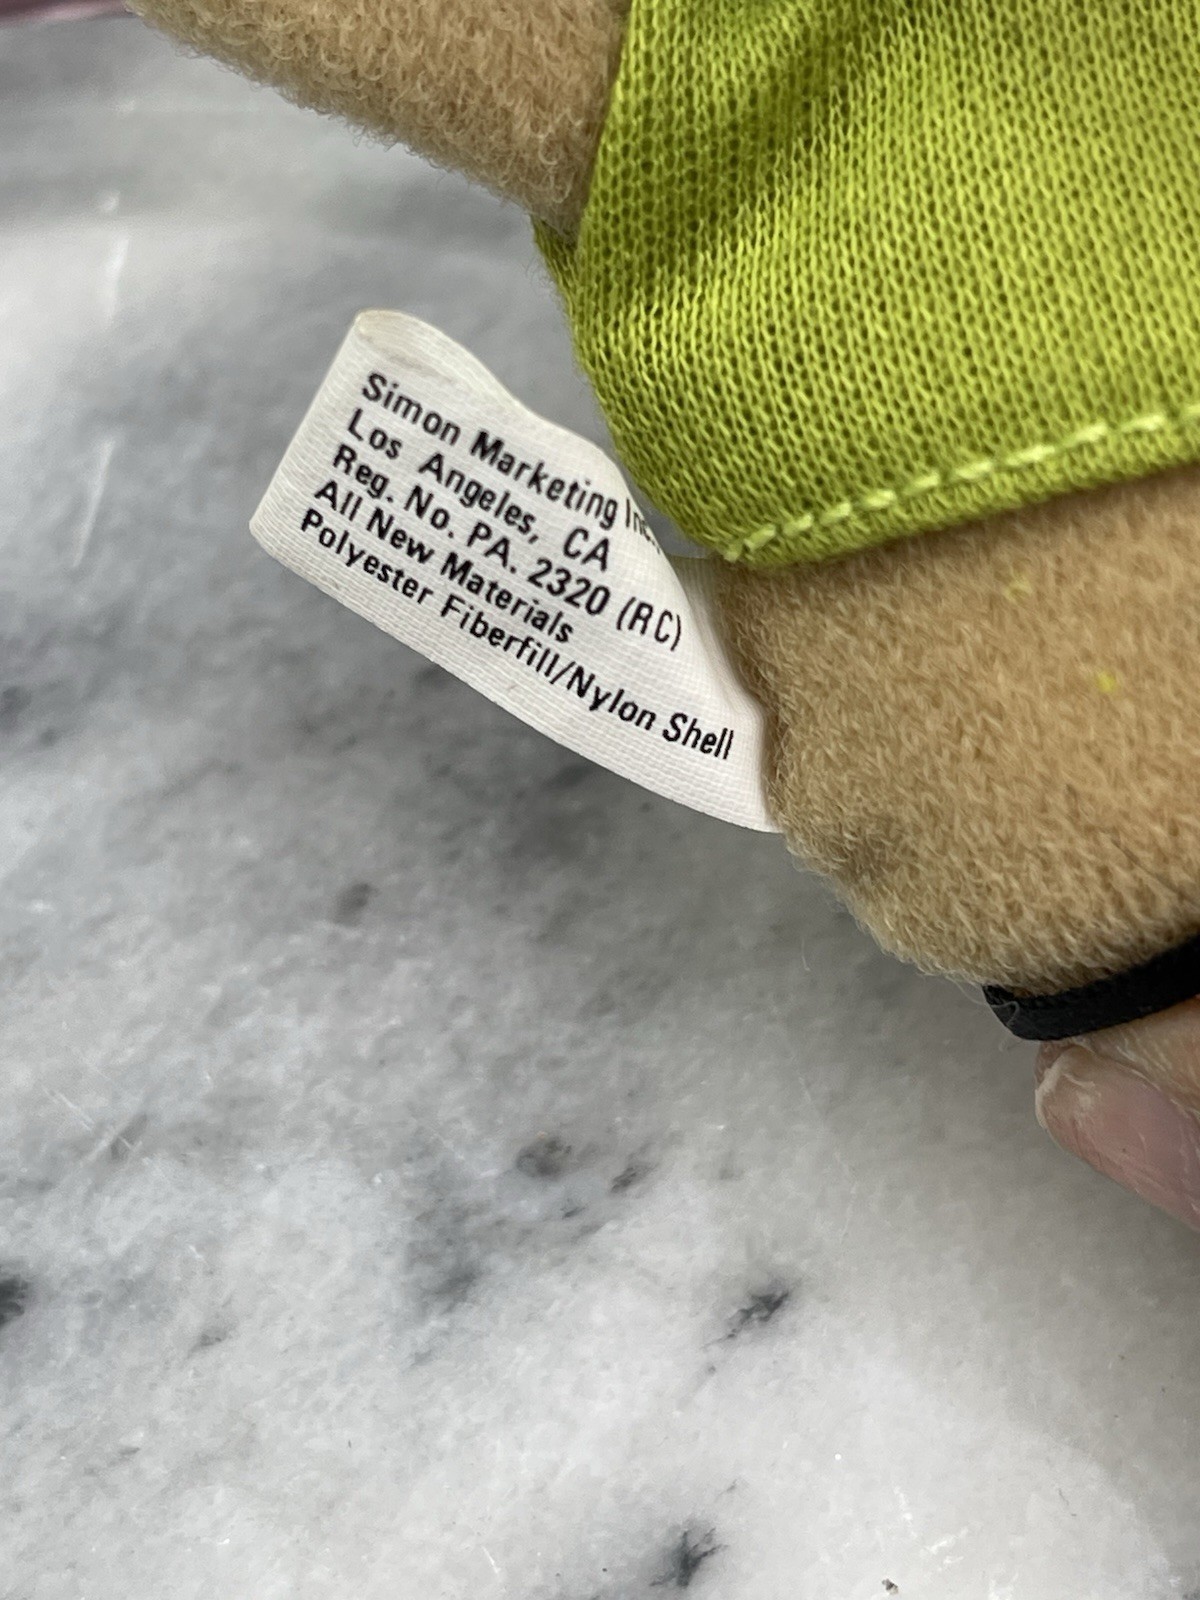 Simon Marketing Inc.
Los Angeles, CA
Reg. No. PA. 2320 (RC)
All New Materials
Polyester Fiberfill/Nylon Shell